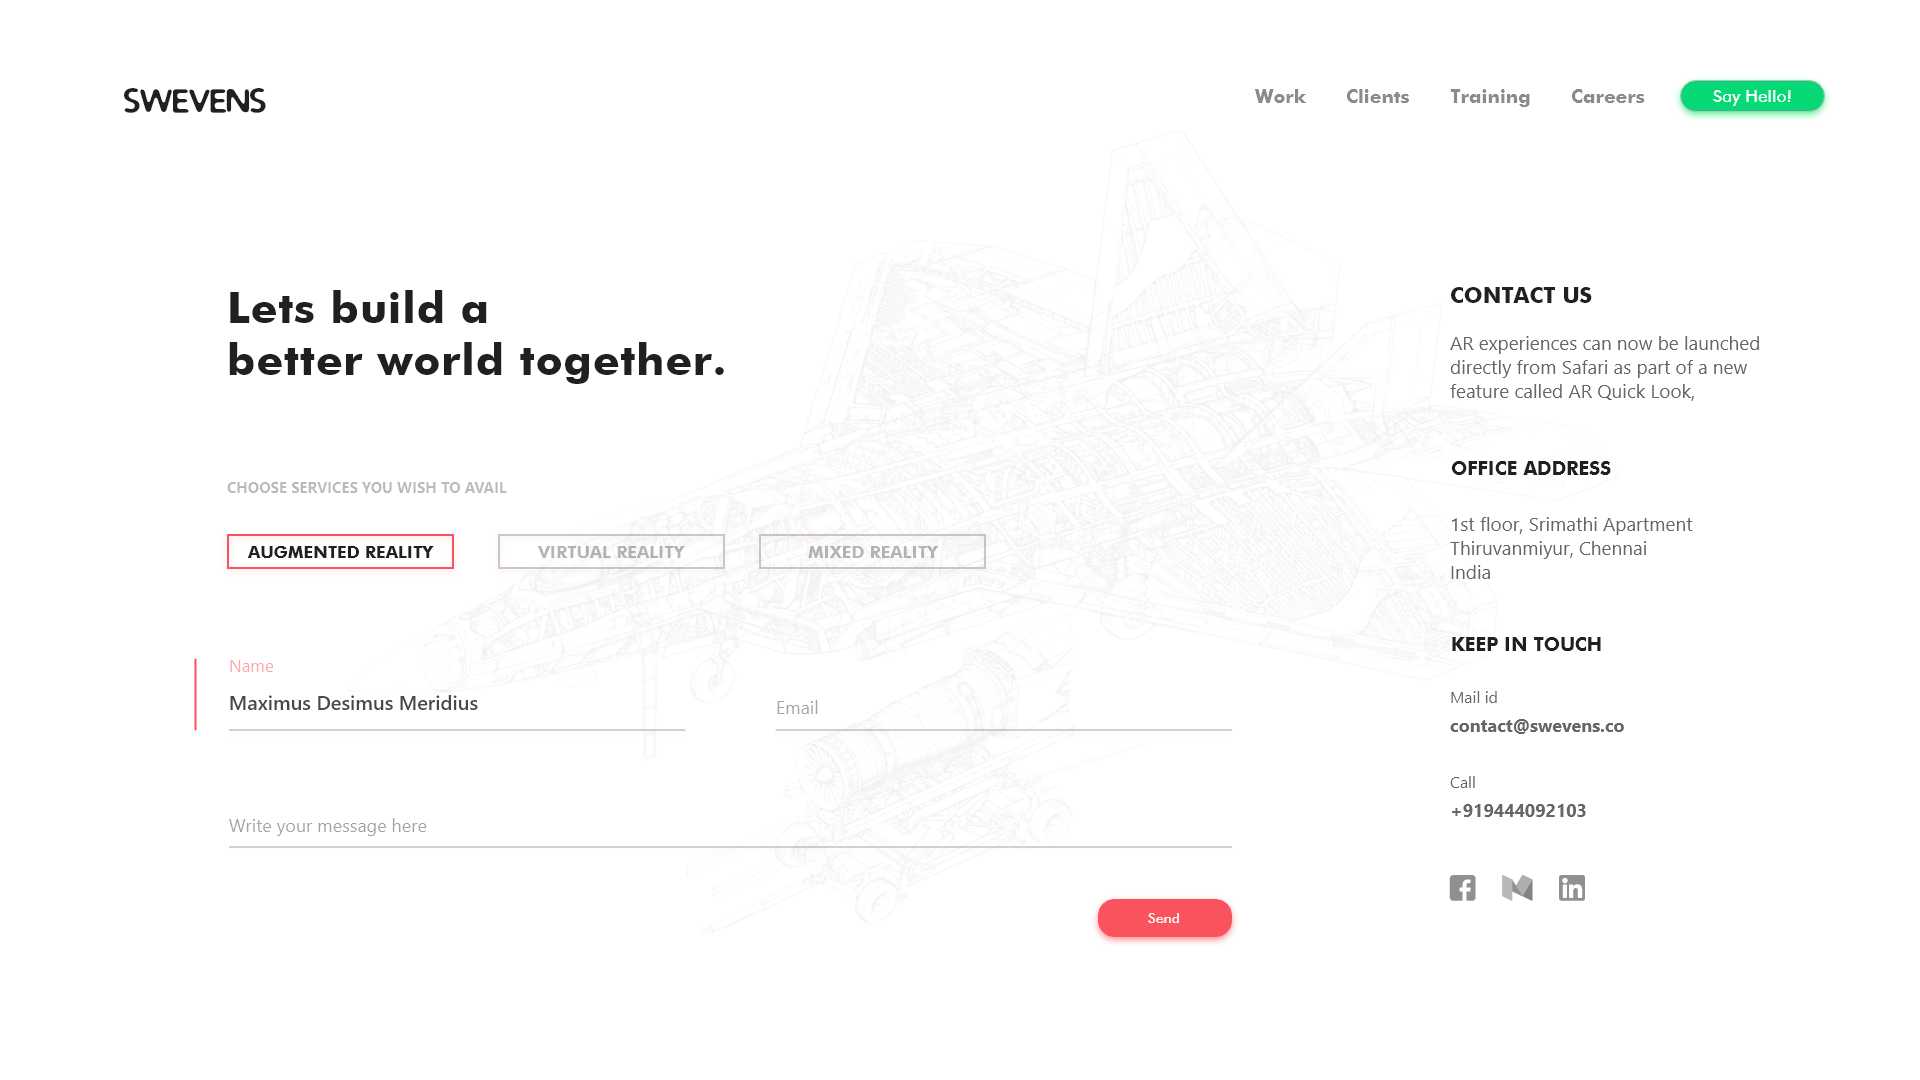 SWEVENS
Work Clients Training Careers Say Hello!
Lets build a
better world together.
CHOOSE SERVICES YOU WISH TO AVAIL
AUGMENTED REALITY VIRTUAL REALITY MIXED REALITY
Name
Maximus Desimus Meridius
Email
Write your message here
Send
CONTACT US
AR experiences can now be launched
directly from Safari as part of a new
feature called AR Quick Look,
OFFICE ADDRESS
1st floor, Srimathi Apartment
Thiruvanmiyur, Chennai
India
KEEP IN TOUCH
Mail id
contact@swevens.co
Call
+919444092103